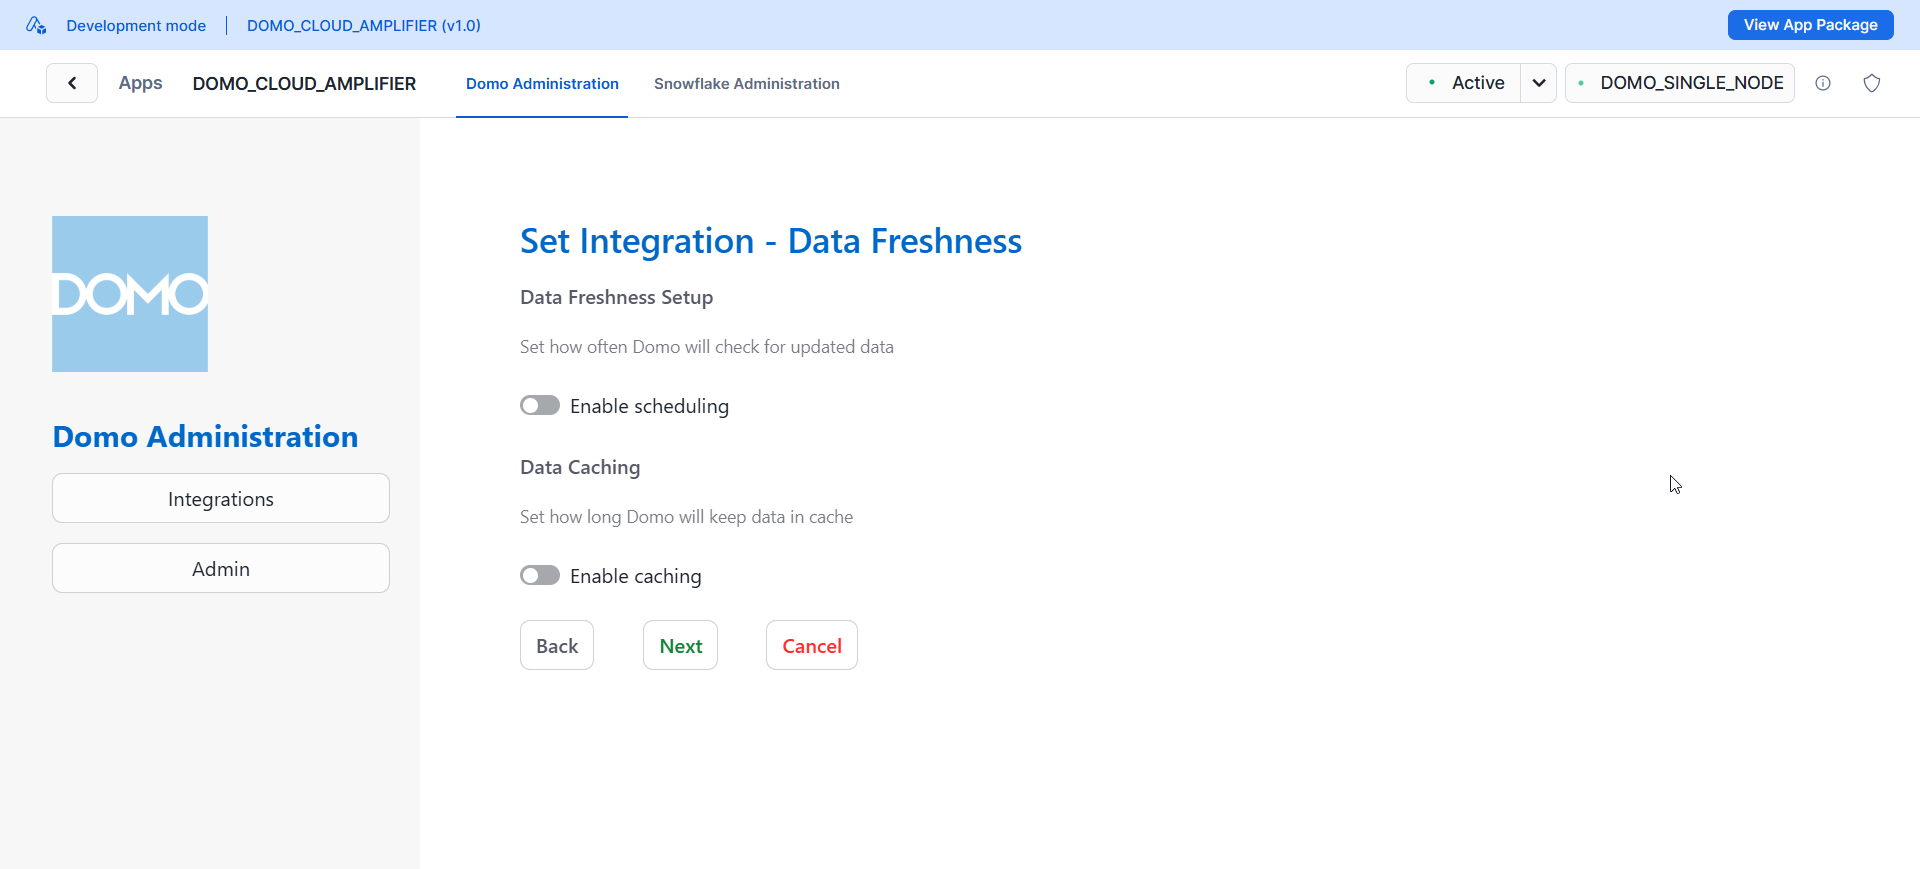 Development mode
DOMO_CLOUD_AMPLIFIER (v1.0)
View App Package
Apps
DOMO_CLOUD_AMPLIFIER
Domo Administration
Snowflake Administration
Active
DOMO_SINGLE_NODE
DOMO
Domo Administration
Integrations
Admin
Set Integration - Data Freshness
Data Freshness Setup
Set how often Domo will check for updated data
Enable scheduling
Data Caching
Set how long Domo will keep data in cache
Enable caching
Back
Next
Cancel